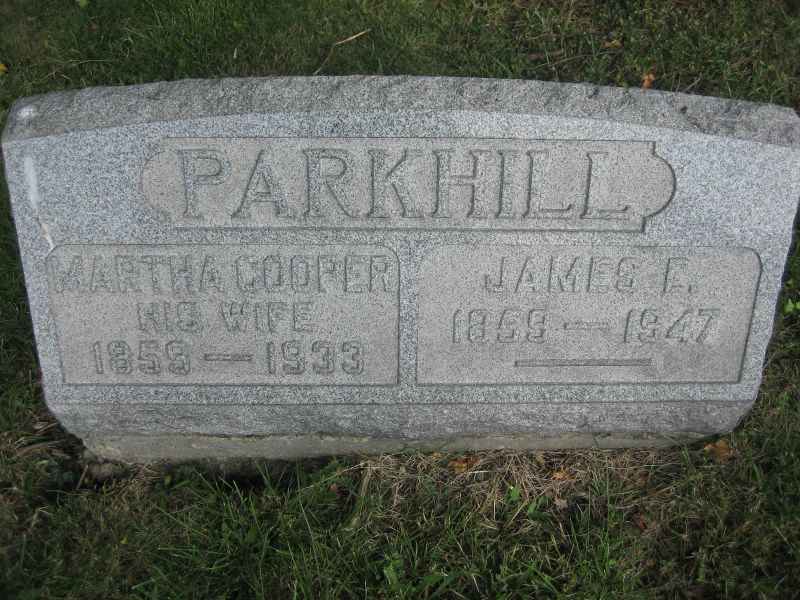 PARKHILL
MARTHA COOPER
HIS WIFE
1859 — 1933
JAMES E.
1859 — 1947